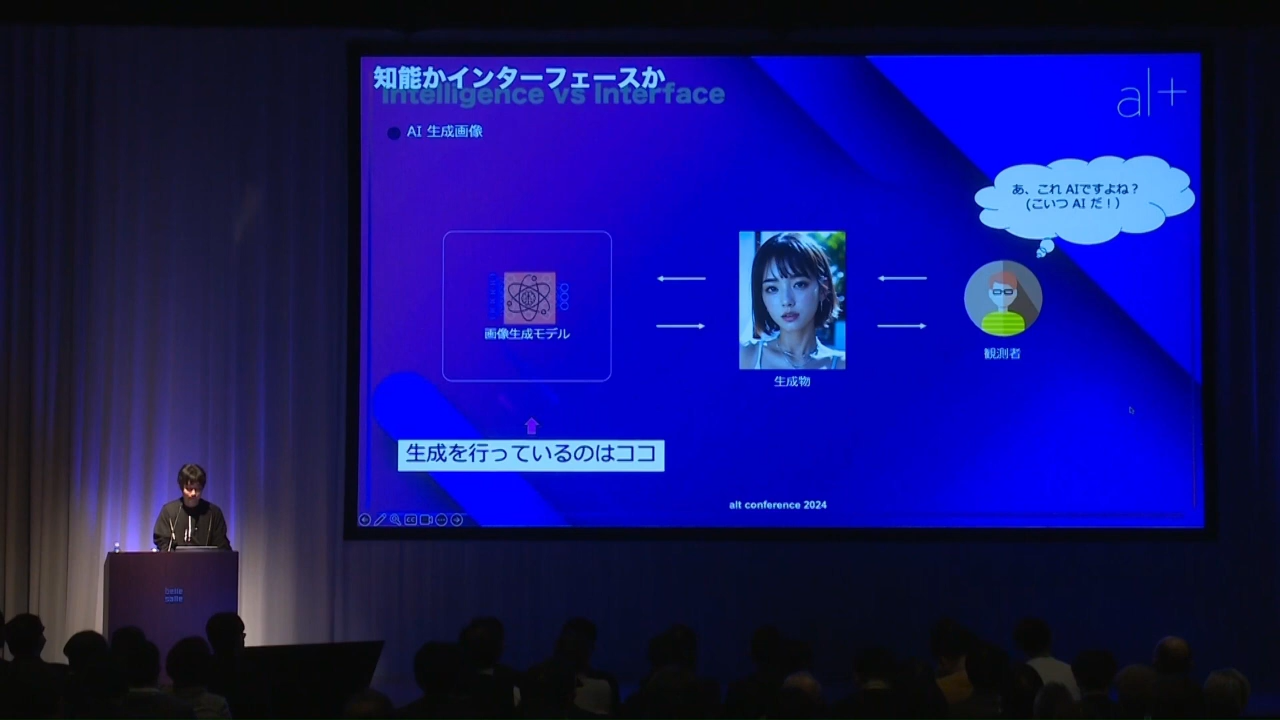 知能かインターフェースか
Intelligence vs Interface
al+
AI 生成画像
あ、これ AIですよね？
(こいつ AI だ！)
画像生成モデル
生成物
観測者
生成を行っているのはココ
alt conference 2024
belle
salle